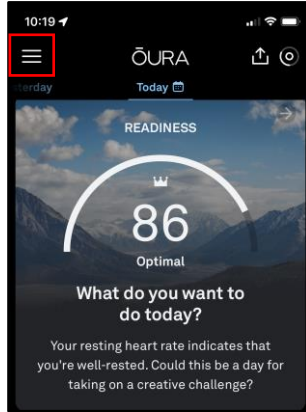 10:19
ŌURA
terday
Today
READINESS
86
Optimal
What do you want to
do today?
Your resting heart rate indicates that
you're well-rested. Could this be a day for
taking on a creative challenge?